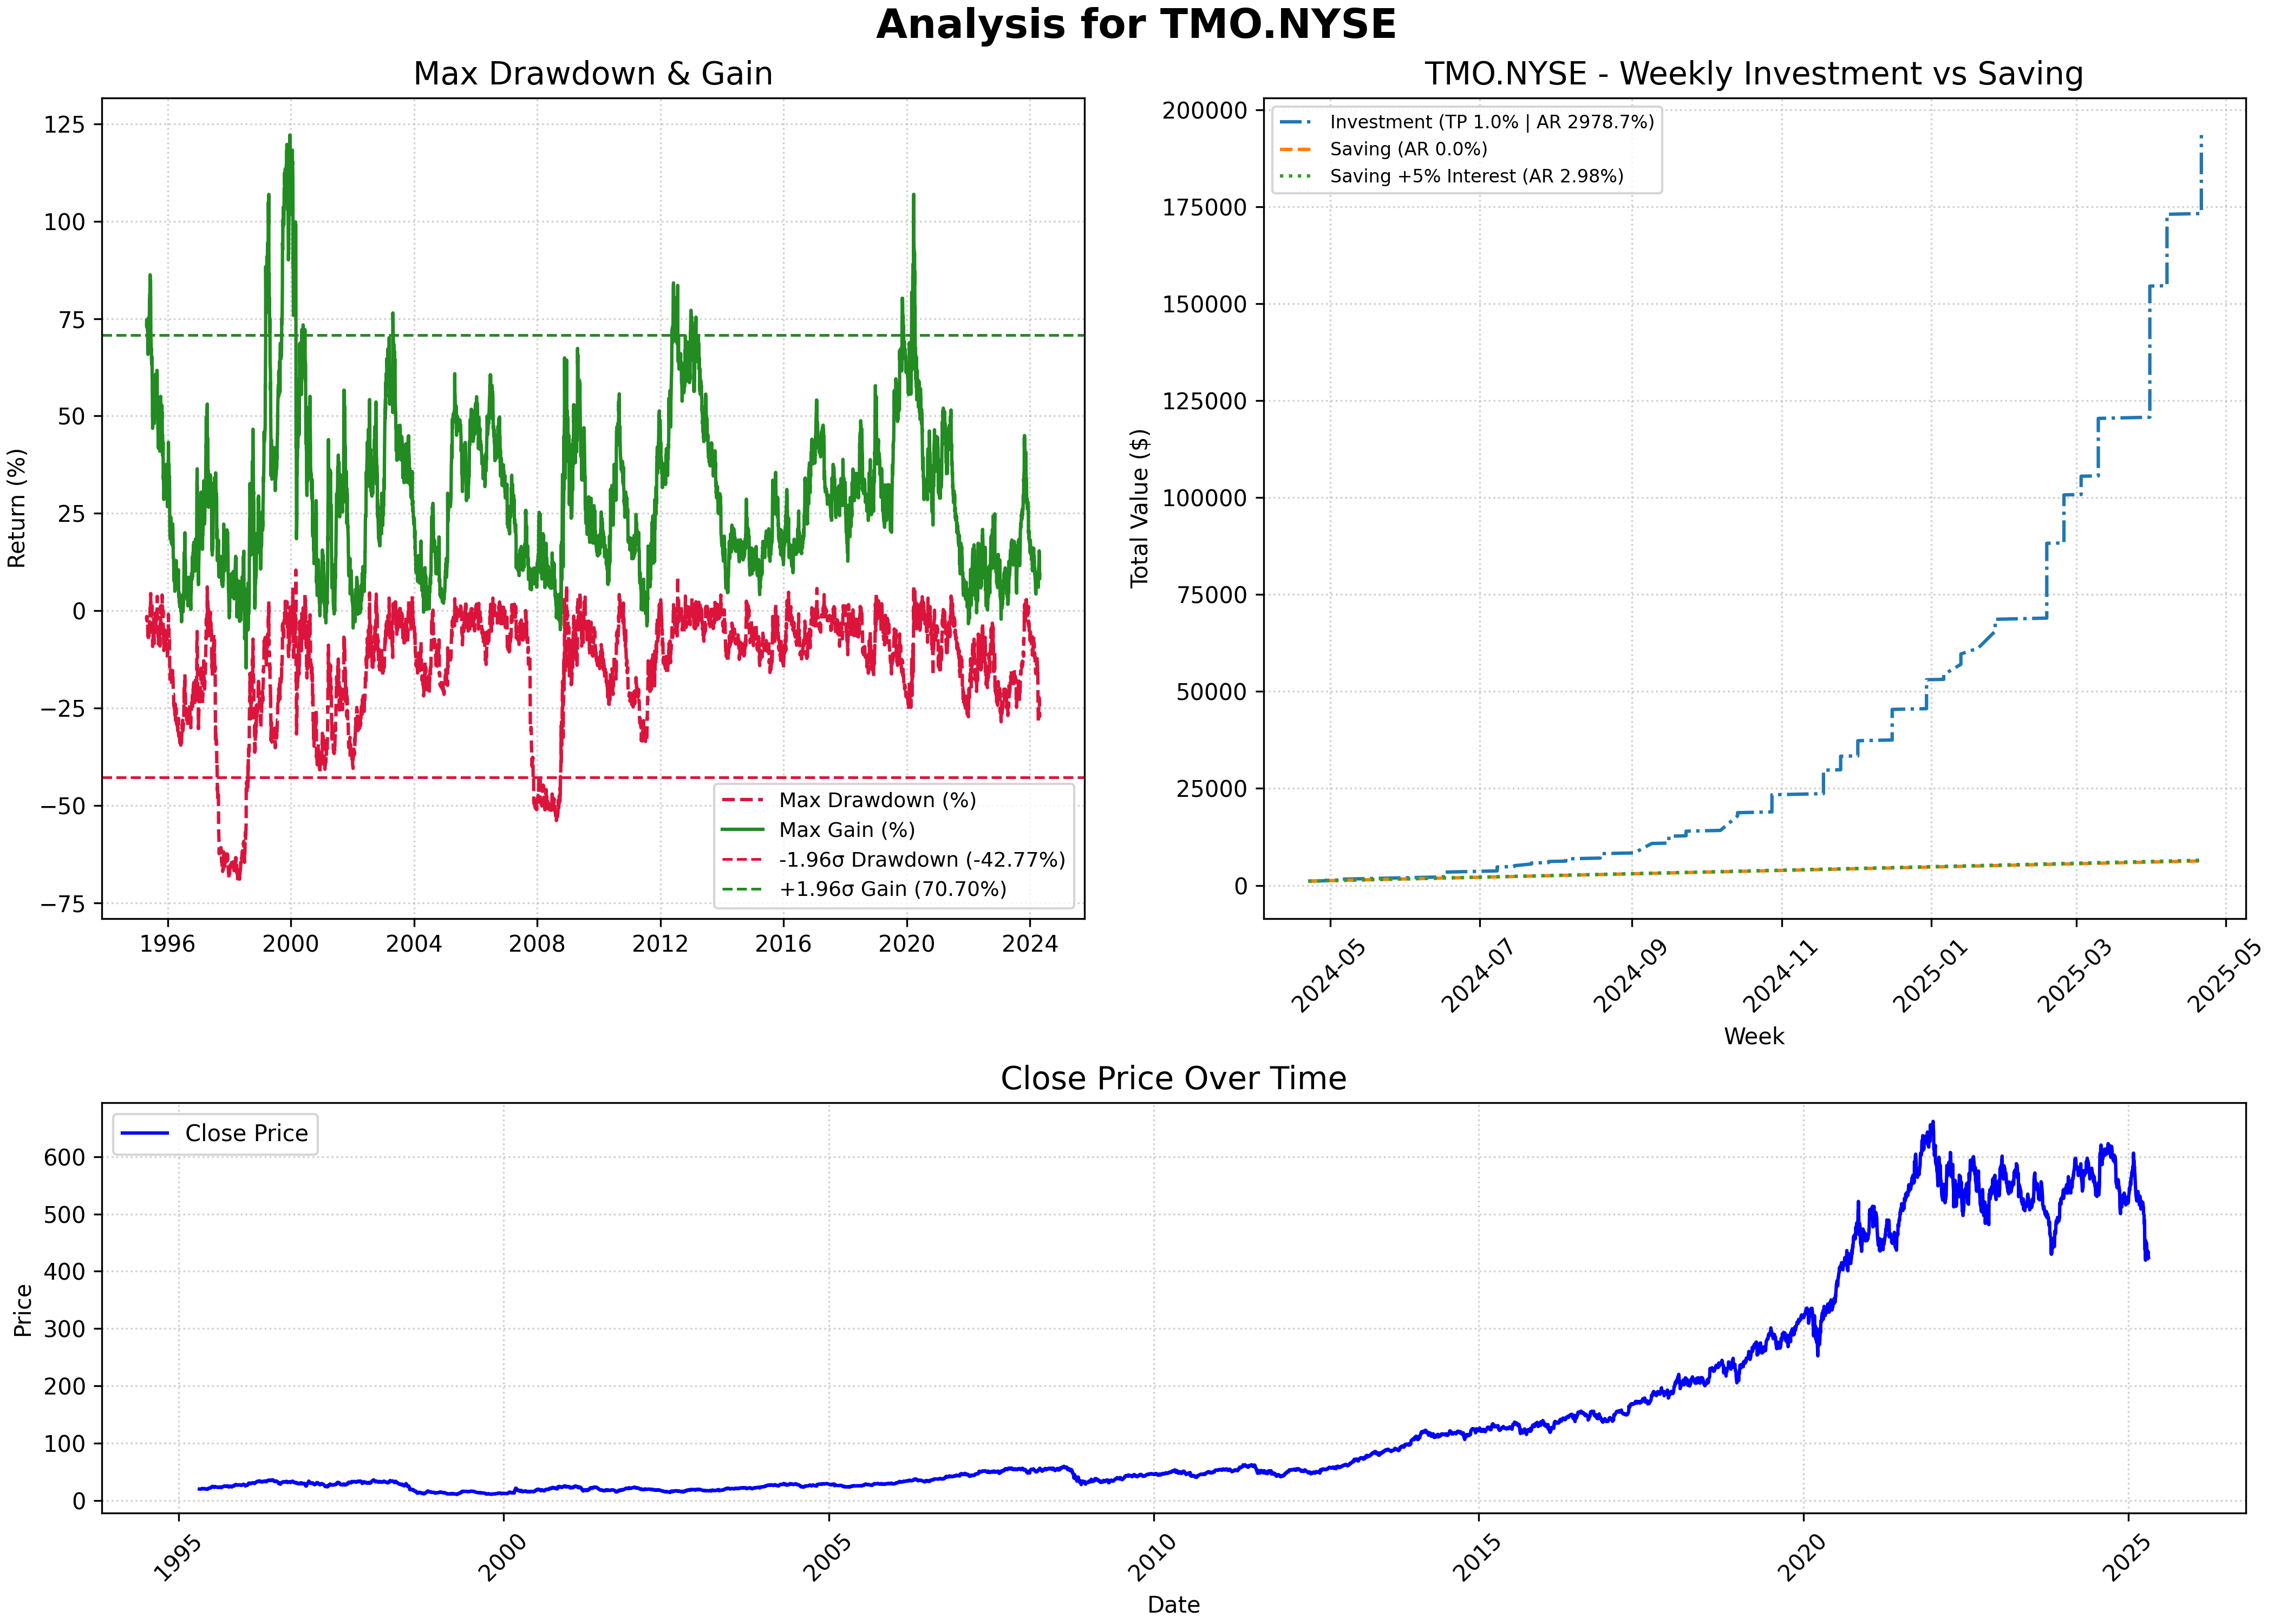 Analysis for TMO.NYSE
Max Drawdown & Gain
Return (%)
125
100
75
50
25
0
−25
−50
−75
1996
2000
2004
2008
2012
2016
2020
2024
Max Drawdown (%)
Max Gain (%)
-1.96σ Drawdown (-42.77%)
+1.96σ Gain (70.70%)
TMO.NYSE - Weekly Investment vs Saving
Total Value ($)
200000
175000
150000
125000
100000
75000
50000
25000
0
Investment (TP 1.0% | AR 2978.7%)
Saving (AR 0.0%)
Saving +5% Interest (AR 2.98%)
2024-05
2024-07
2024-09
2024-11
2025-01
2025-03
2025-05
Week
Close Price Over Time
Close Price
Price
600
500
400
300
200
100
0
1995
2000
2005
2010
2015
2020
2025
Date